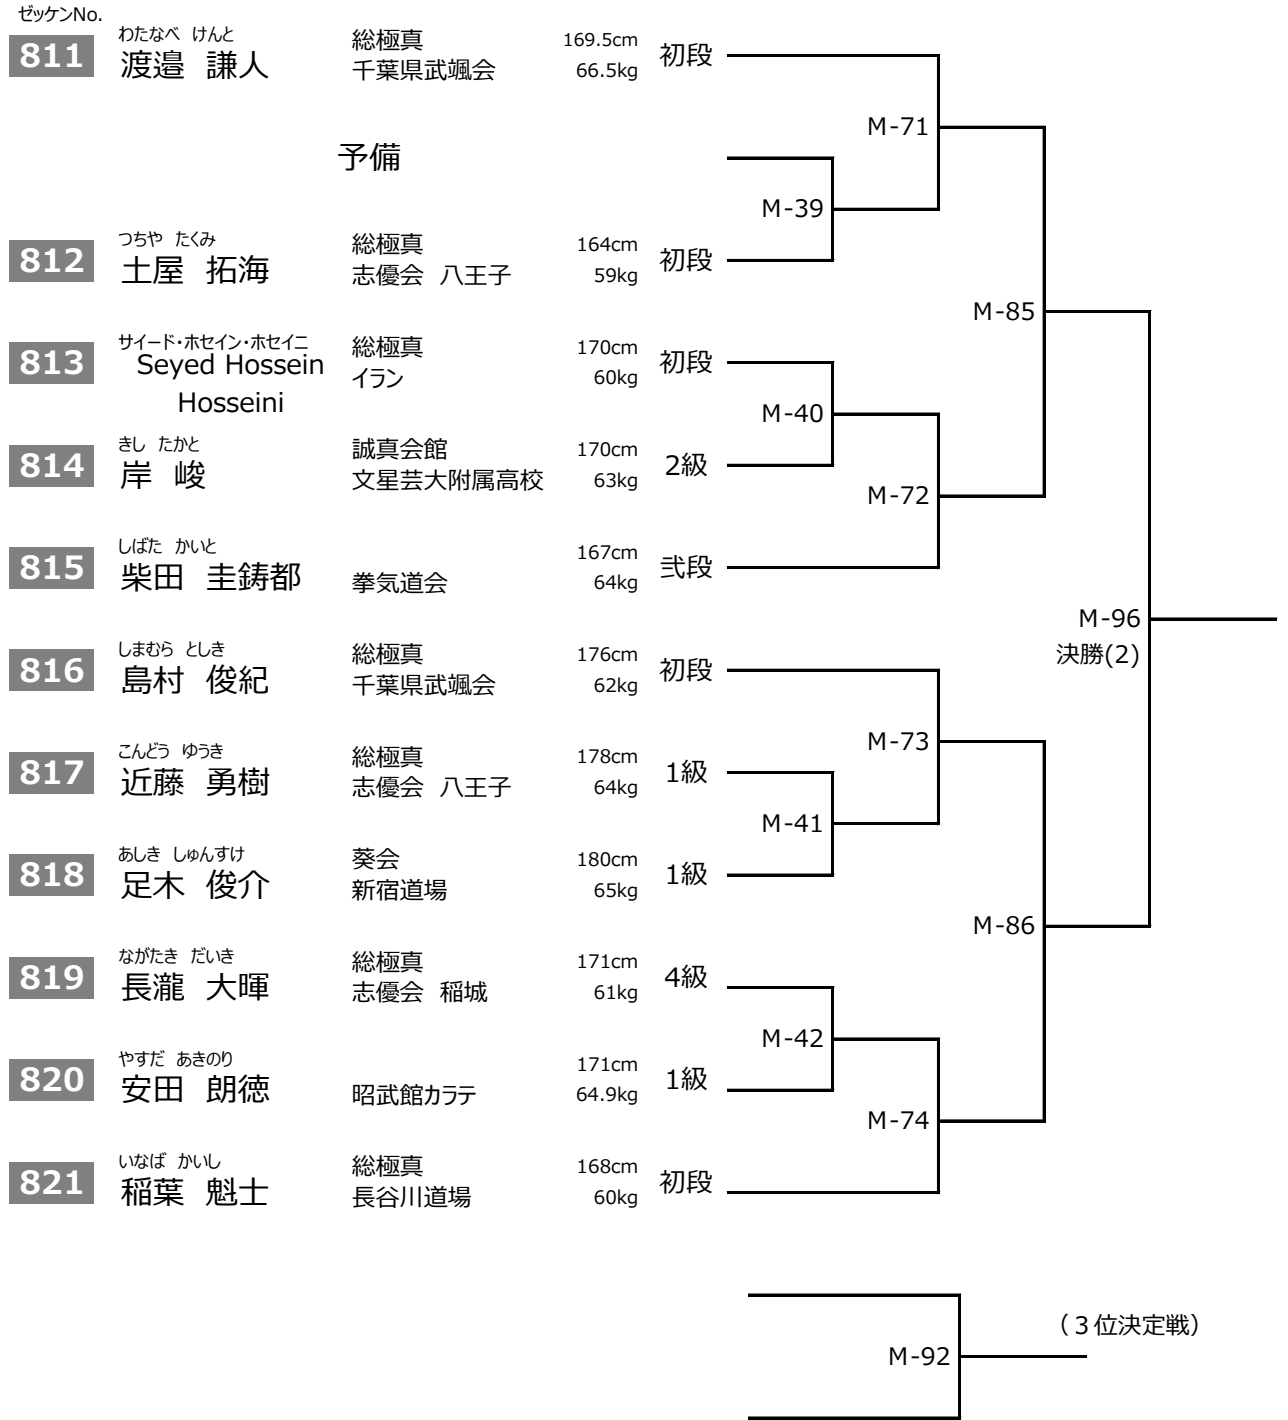 ゼッケンNo.
811 わたなべ けんと 渡邉 謙人 総極真 千葉県武颯会 169.5cm 66.5kg 初段
M-71
予備
M-39
812 つちや たくみ 土屋 拓海 総極真 志優会 八王子 164cm 59kg 初段
M-85
813 サイード・ホセイン・ホセイニ Seyed Hossein Hosseini 総極真 イラン 170cm 60kg 初段
M-40
814 きし たかと 岸 峻 誠真会館 文星芸大附属高校 170cm 63kg 2級
M-72
815 しばた かいと 柴田 圭鋳都 拳気道会 167cm 64kg 弐段
M-96
決勝(2)
816 しまむら としき 島村 俊紀 総極真 千葉県武颯会 176cm 62kg 初段
M-73
817 こんどう ゆうき 近藤 勇樹 総極真 志優会 八王子 178cm 64kg 1級
M-41
818 あしき しゅんすけ 足木 俊介 葵会 新宿道場 180cm 65kg 1級
M-86
819 ながたき だいき 長瀧 大暉 総極真 志優会 稲城 171cm 61kg 4級
M-42
820 やすだ あきのり 安田 朗徳 昭武館カラテ 171cm 64.9kg 1級
M-74
821 いなば かいし 稲葉 魁士 総極真 長谷川道場 168cm 60kg 初段
（３位決定戦）
M-92